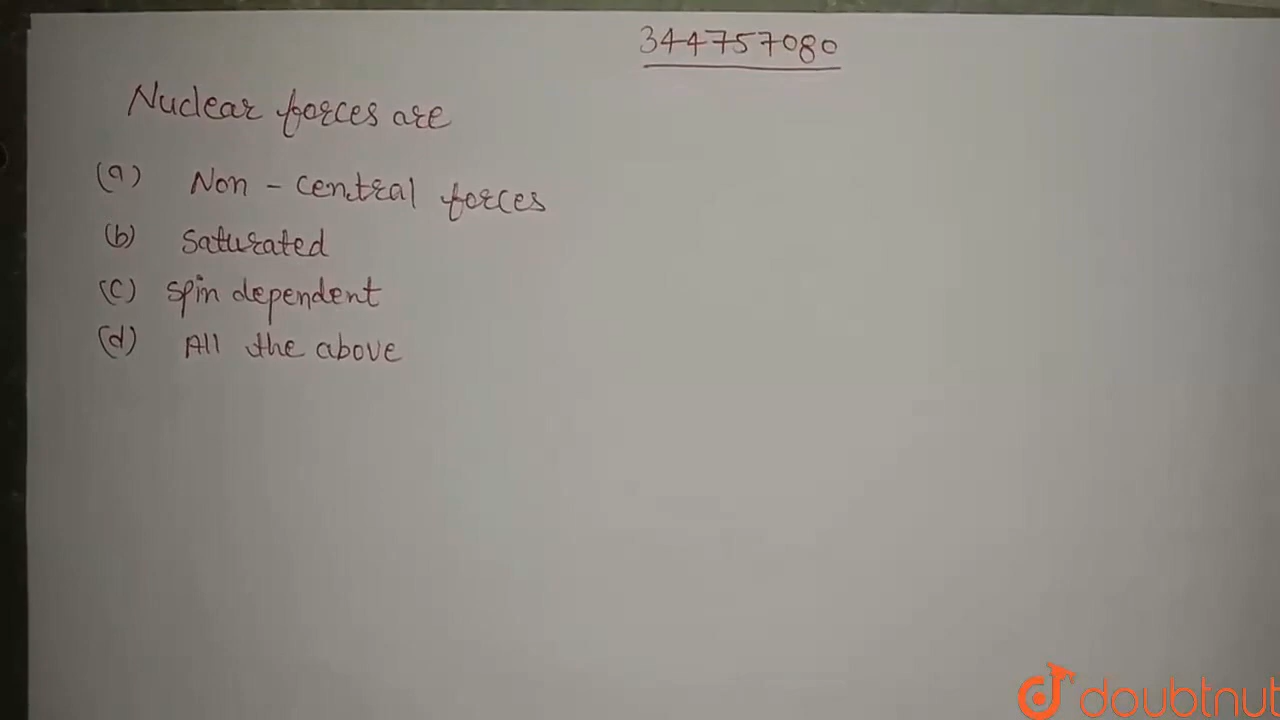 344757080
Nuclear forces are
(a) Non - central forces
(b) saturated
(c) spin dependent
(d) All the above
doubtnut